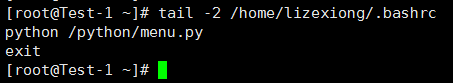 [root@Test-1 ~]# tail -2 /home/lizexiong/.bashrc
python /python/menu.py
exit
[root@Test-1 ~]#